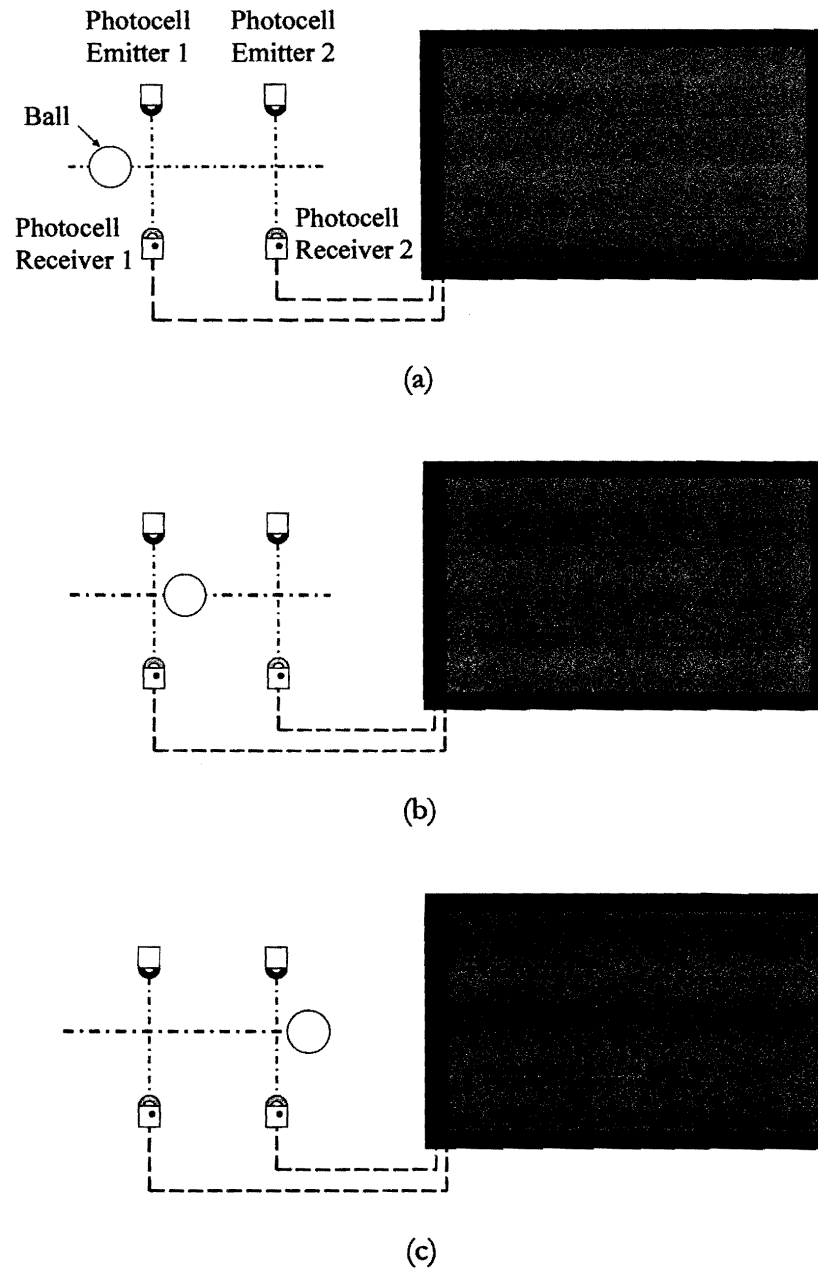 Photocell
Emitter 1
Photocell
Emitter 2
Ball
Photocell
Receiver 1
Photocell
Receiver 2
(a)
(b)
(c)